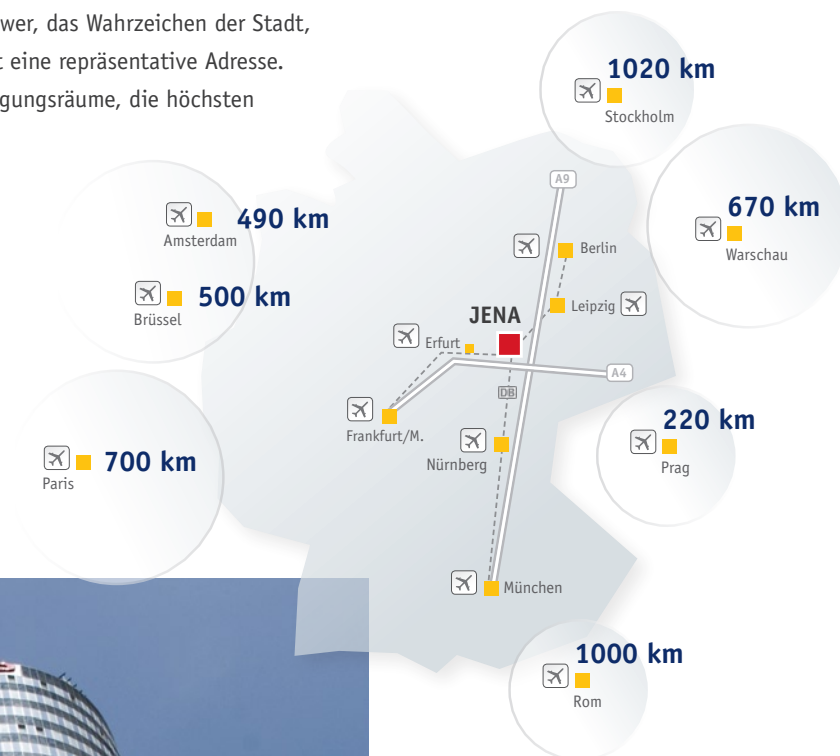 wer, das Wahrzeichen der Stadt,
eine repräsentative Adresse.
gungsräume, die höchsten
1020 km
Stockholm
A9
670 km
Warschau
490 km
Amsterdam
Berlin
500 km
Brüssel
Leipzig
JENA
Erfurt
A4
DB
Frankfurt/M.
220 km
Prag
Nürnberg
700 km
Paris
München
1000 km
Rom